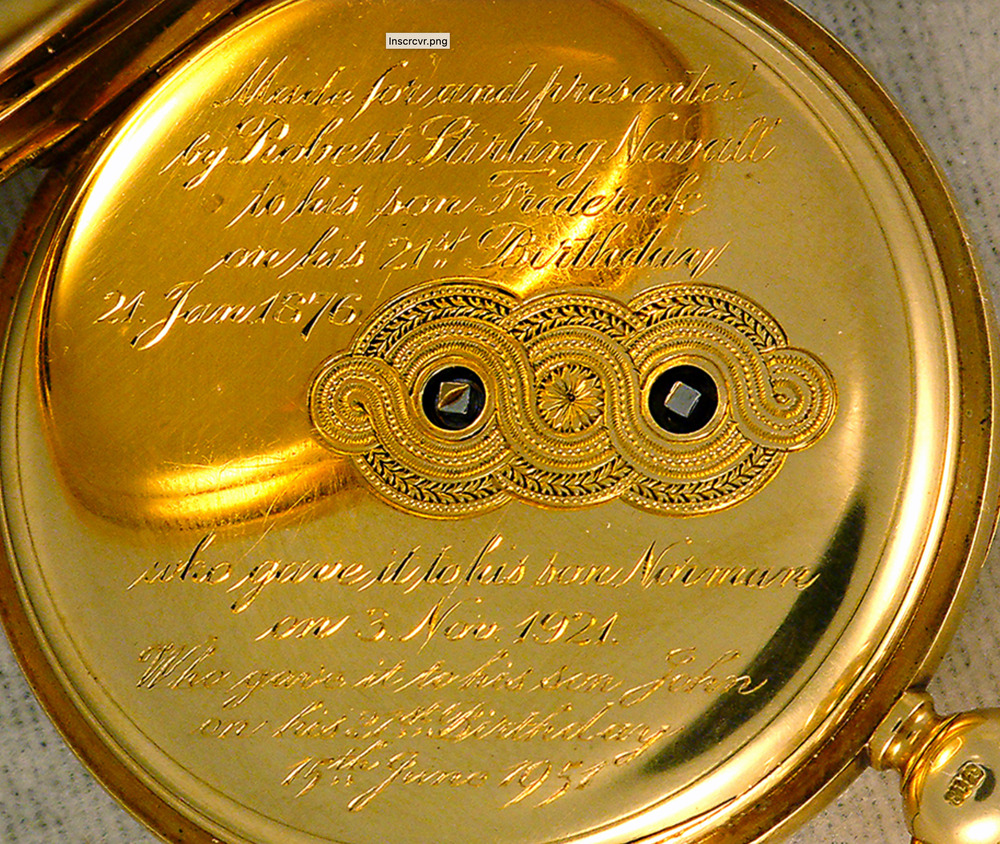 Inscrcvr.png
Made for and presented
by Robert Stirling Newall
to his son Frederick
on his 21st Birthday
21. Jan 1876.
who gave it to his son Norman
on 3. Nov. 1921.
Who gave it to his son John
on his 21st Birthday
15th June 1951